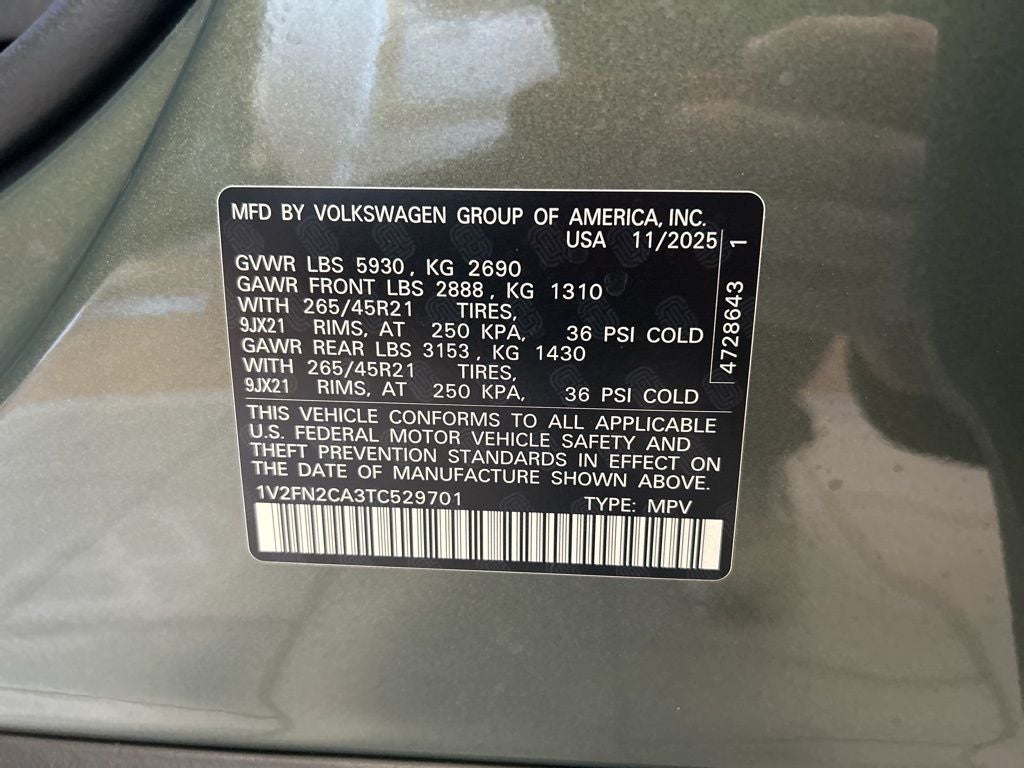 MFD BY VOLKSWAGEN GROUP OF AMERICA, INC.
USA 11/2025
GVWR LBS 5930, KG 2690
GAWR FRONT LBS 2888, KG 1310
WITH 265/45R21 TIRES,
9JX21 RIMS, AT 250 KPA, 36 PSI COLD
GAWR REAR LBS 3153, KG 1430
WITH 265/45R21 TIRES,
9JX21 RIMS, AT 250 KPA, 36 PSI COLD
4728643 1
THIS VEHICLE CONFORMS TO ALL APPLICABLE
U.S. FEDERAL MOTOR VEHICLE SAFETY AND
THEFT PREVENTION STANDARDS IN EFFECT ON
THE DATE OF MANUFACTURE SHOWN ABOVE.
1V2FN2CA3TC529701 TYPE: MPV